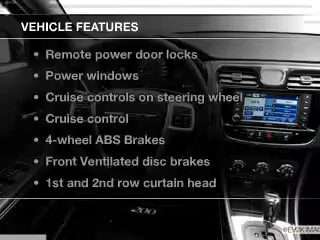 VEHICLE FEATURES
• Remote power door locks
• Power windows
• Cruise controls on steering wheel
• Cruise control
• 4-wheel ABS Brakes
• Front Ventilated disc brakes
• 1st and 2nd row curtain head
200